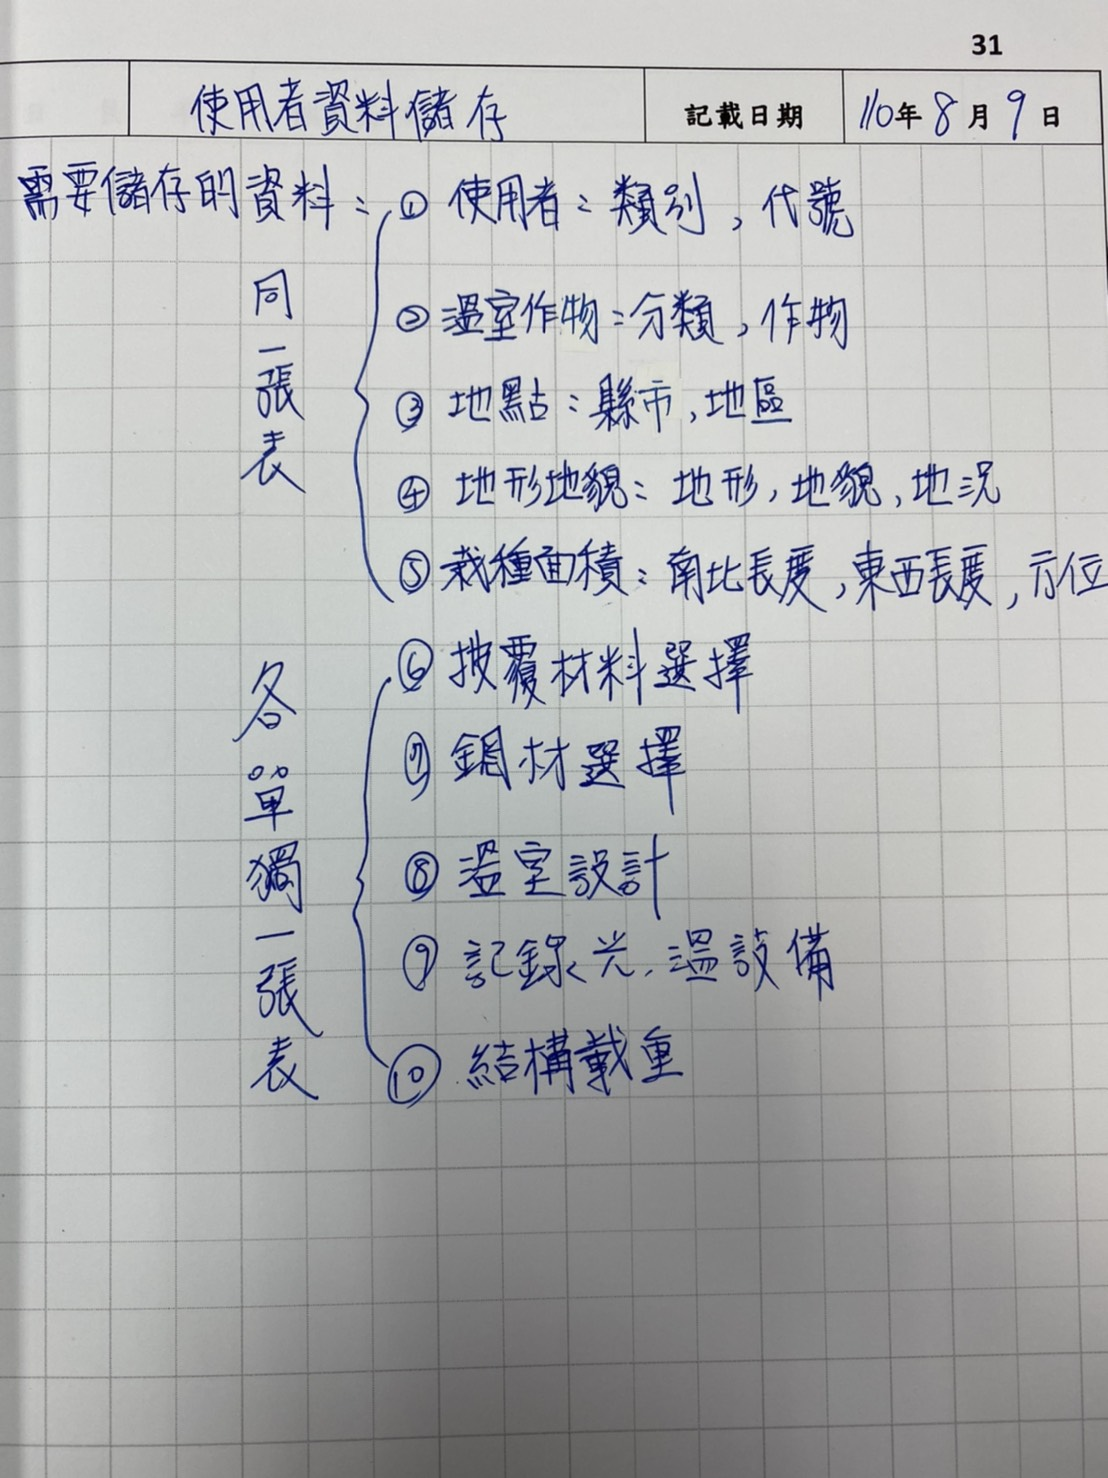 31
使用者資料儲存 記載日期 110年8月9日
需要儲存的資料：① 使用者：類別，代號
② 溫室作物：分類，作物
③ 地點：縣市，地區
④ 地形地貌：地形，地貌，地況
⑤ 栽種面積：南北長度，東西長度，方位
同一張表
⑥ 披覆材料選擇
⑦ 鋼材選擇
⑧ 溫室設計
⑨ 記錄光、溫設備
⑩ 結構載重
各單獨一張表